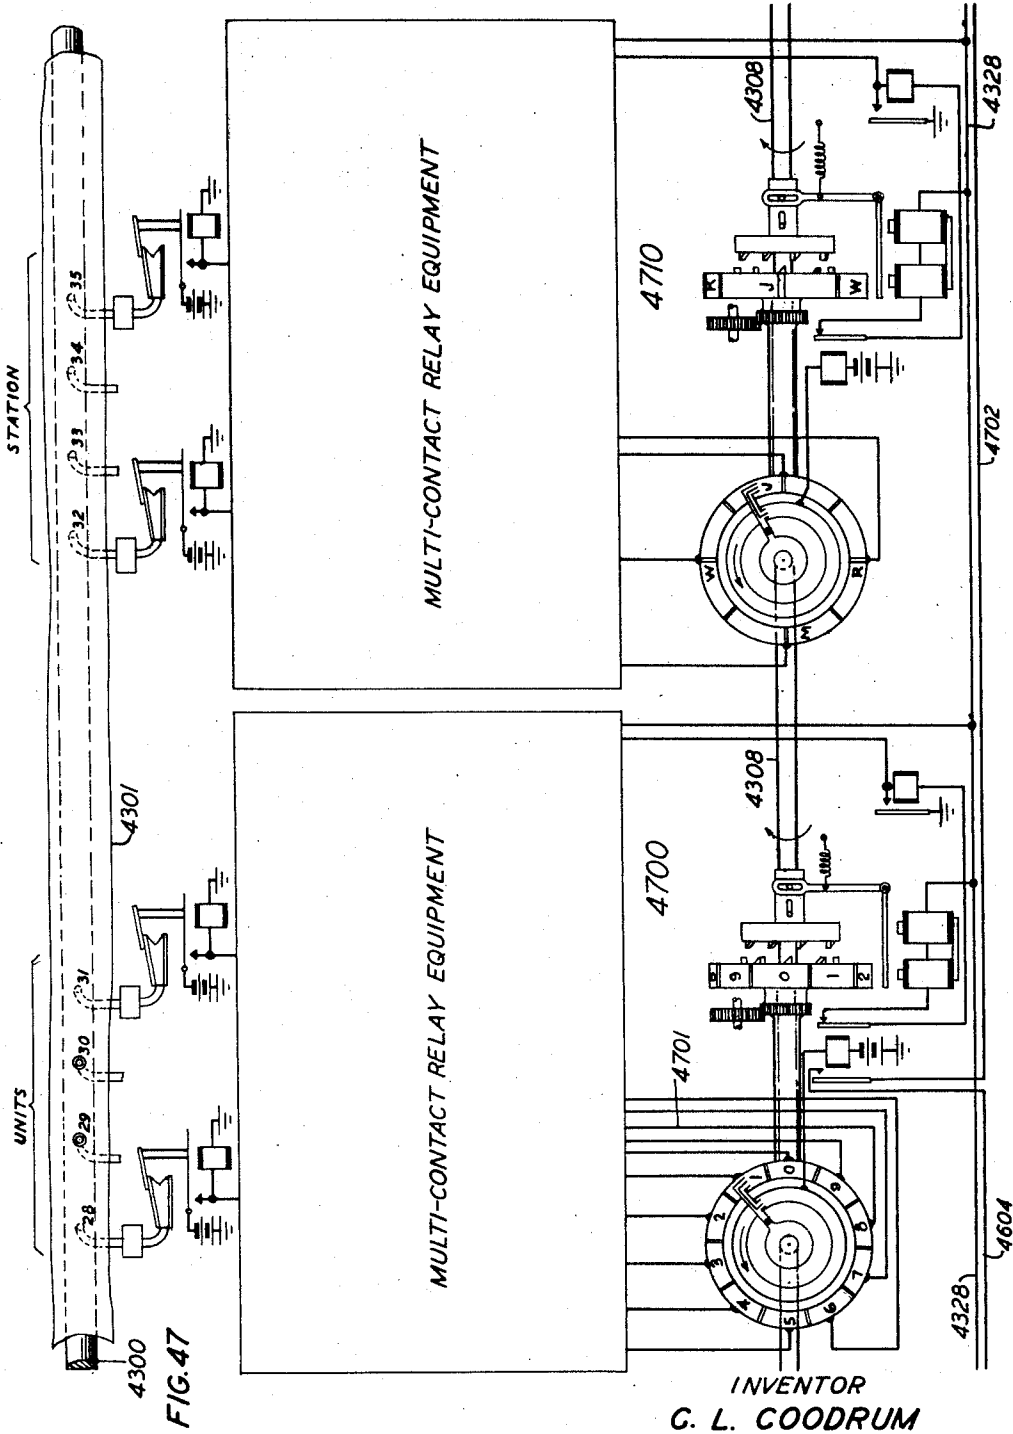 STATION
35
34
33
32
UNITS
31
30
29
28
4301
4300
FIG.47
MULTI-CONTACT RELAY EQUIPMENT
MULTI-CONTACT RELAY EQUIPMENT
4308
4328
4710
R
J
W
4702
J
W
R
M
4308
4700
9
0
1
2
4701
0
1
9
2
8
3
7
4
6
5
4604
4328
INVENTOR
C. L. GOODRUM